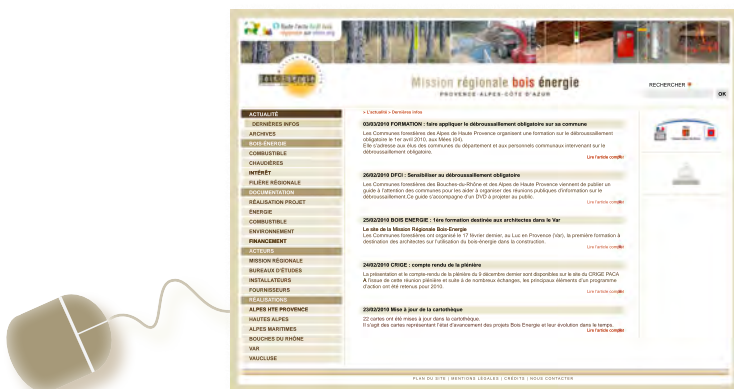 toute l'actu bois bois
régionale sur ofme.org
Mission régionale bois énergie
PROVENCE-ALPES-CÔTE D'AZUR
RECHERCHER
OK
ACTUALITÉ
DERNIÈRES INFOS
ARCHIVES
BOIS-ÉNERGIE
COMBUSTIBLE
CHAUDIÈRES
INTÉRÊT
FILIÈRE RÉGIONALE
DOCUMENTATION
RÉALISATION PROJET
ÉNERGIE
COMBUSTIBLE
ENVIRONNEMENT
FINANCEMENT
ACTEURS
MISSION RÉGIONALE
BUREAUX D'ÉTUDES
INSTALLATEURS
FOURNISSEURS
RÉALISATIONS
ALPES HTE PROVENCE
HAUTES ALPES
ALPES MARITIMES
BOUCHES DU RHÔNE
VAR
VAUCLUSE
> L'actualité > Dernières infos
03/03/2010 FORMATION : faire appliquer le débroussaillement obligatoire sur sa commune
Les Communes forestières des Alpes de Haute Provence organisent une formation sur le débroussaillement
obligatoire le 1er avril 2010, aux Mées (04).
Elle s'adresse aux élus des communes du département et aux personnels communaux intervenant sur le
débroussaillement obligatoire.
Lire l'article complet
26/02/2010 DFCI : Sensibiliser au débroussaillement obligatoire
Les Communes forestières des Bouches-du-Rhône et des Alpes de Haute Provence viennent de publier un
guide à l'attention des communes pour les aider à organiser des réunions publiques d'information sur le
débroussaillement.Ce guide s'accompagne d'un DVD à projeter au public.
Lire l'article complet
25/02/2010 BOIS ENERGIE : 1ère formation destinée aux architectes dans le Var
Le site de la Mission Régionale Bois-Energie
Les Communes forestières ont organisé le 17 février dernier, au Luc en Provence (Var), la première formation à
destination des architectes sur l'utilisation du bois-énergie dans la construction.
Lire l'article complet
24/02/2010 CRIGE : compte rendu de la plénière
La présentation et le compte-rendu de la plénière du 9 décembre dernier sont disponibles sur le site du CRIGE PACA
A l'issue de cette réunion plénière et suite à de nombreux échanges, les principaux éléments d'un programme
d'action ont été retenus pour 2010.
Lire l'article complet
23/02/2010 Mise à jour de la cartothèque
22 cartes ont été mises à jour dans la cartothèque.
Il s'agit des cartes représentant l'état d'avancement des projets Bois Energie et leur évolution dans le temps.
Lire l'article complet
PLAN DU SITE | MENTIONS LÉGALES | CRÉDITS | NOUS CONTACTER